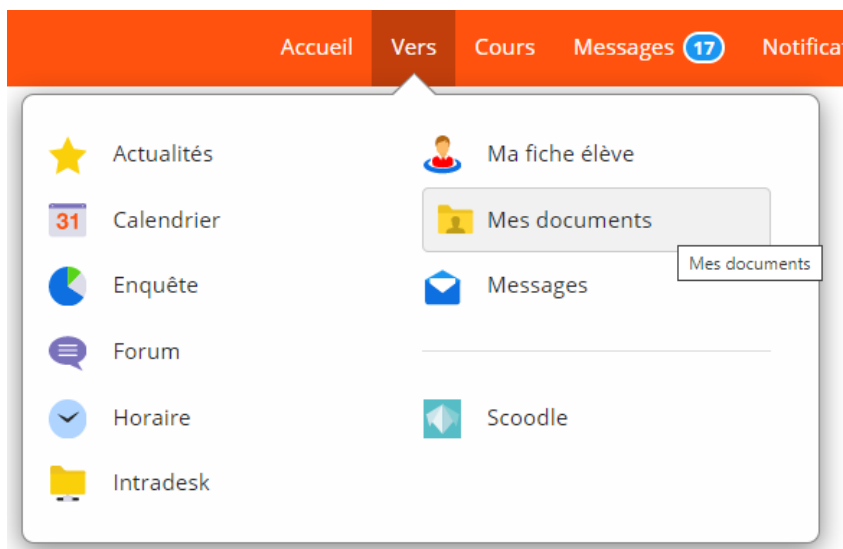 Accueil Vers Cours Messages 17 Notifica
Actualités
31 Calendrier
Enquête
Forum
Horaire
Intradesk
Ma fiche élève
Mes documents
Mes documents
Messages
Scoodle